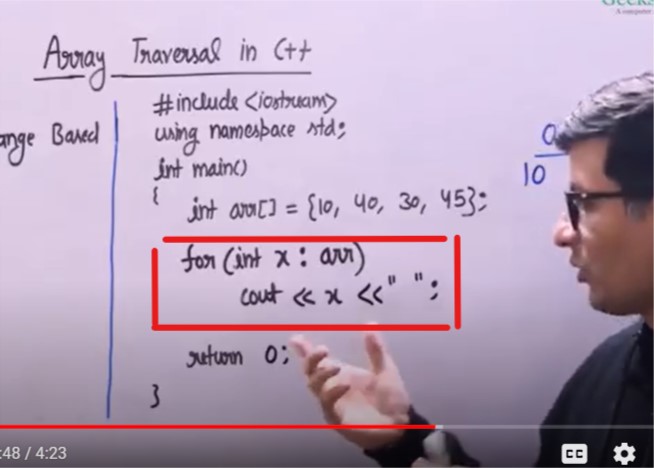 GEEKS
A computer
Array Traversal in C++
ange Based
#include <iostream>
using namespace std;
int main()
{
int arr[] = {10, 40, 30, 45};
for (int x : arr)
cout << x << " ";
return 0;
}
0
10
:48 / 4:23
CC